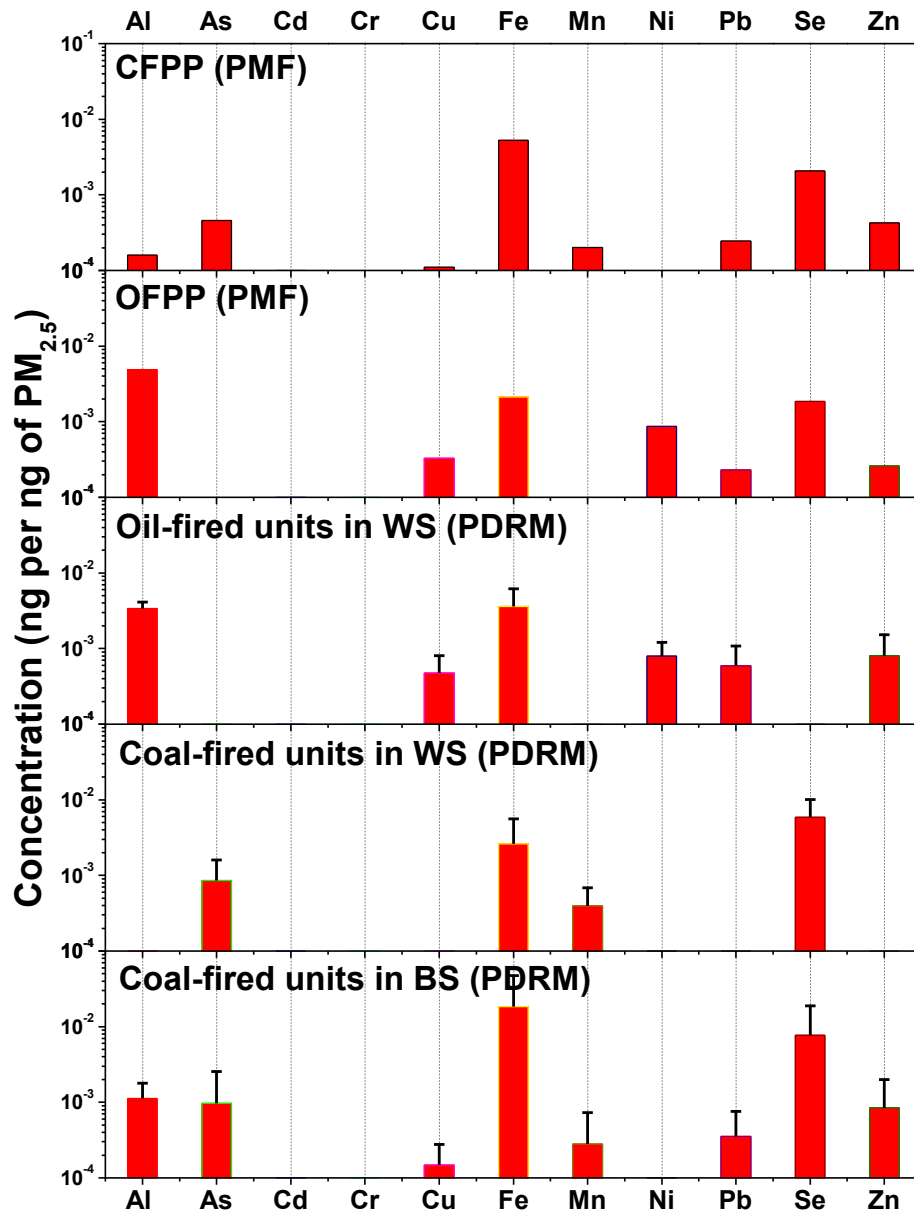 Al As Cd Cr Cu Fe Mn Ni Pb Se Zn
10⁻¹
CFPP (PMF)
10⁻²
10⁻³
10⁻⁴
OFPP (PMF)
10⁻²
10⁻³
10⁻⁴
Oil-fired units in WS (PDRM)
10⁻²
10⁻³
10⁻⁴
Coal-fired units in WS (PDRM)
10⁻²
10⁻³
10⁻⁴
Coal-fired units in BS (PDRM)
10⁻²
10⁻³
10⁻⁴
Al As Cd Cr Cu Fe Mn Ni Pb Se Zn
Concentration (ng per ng of PM₂.₅)